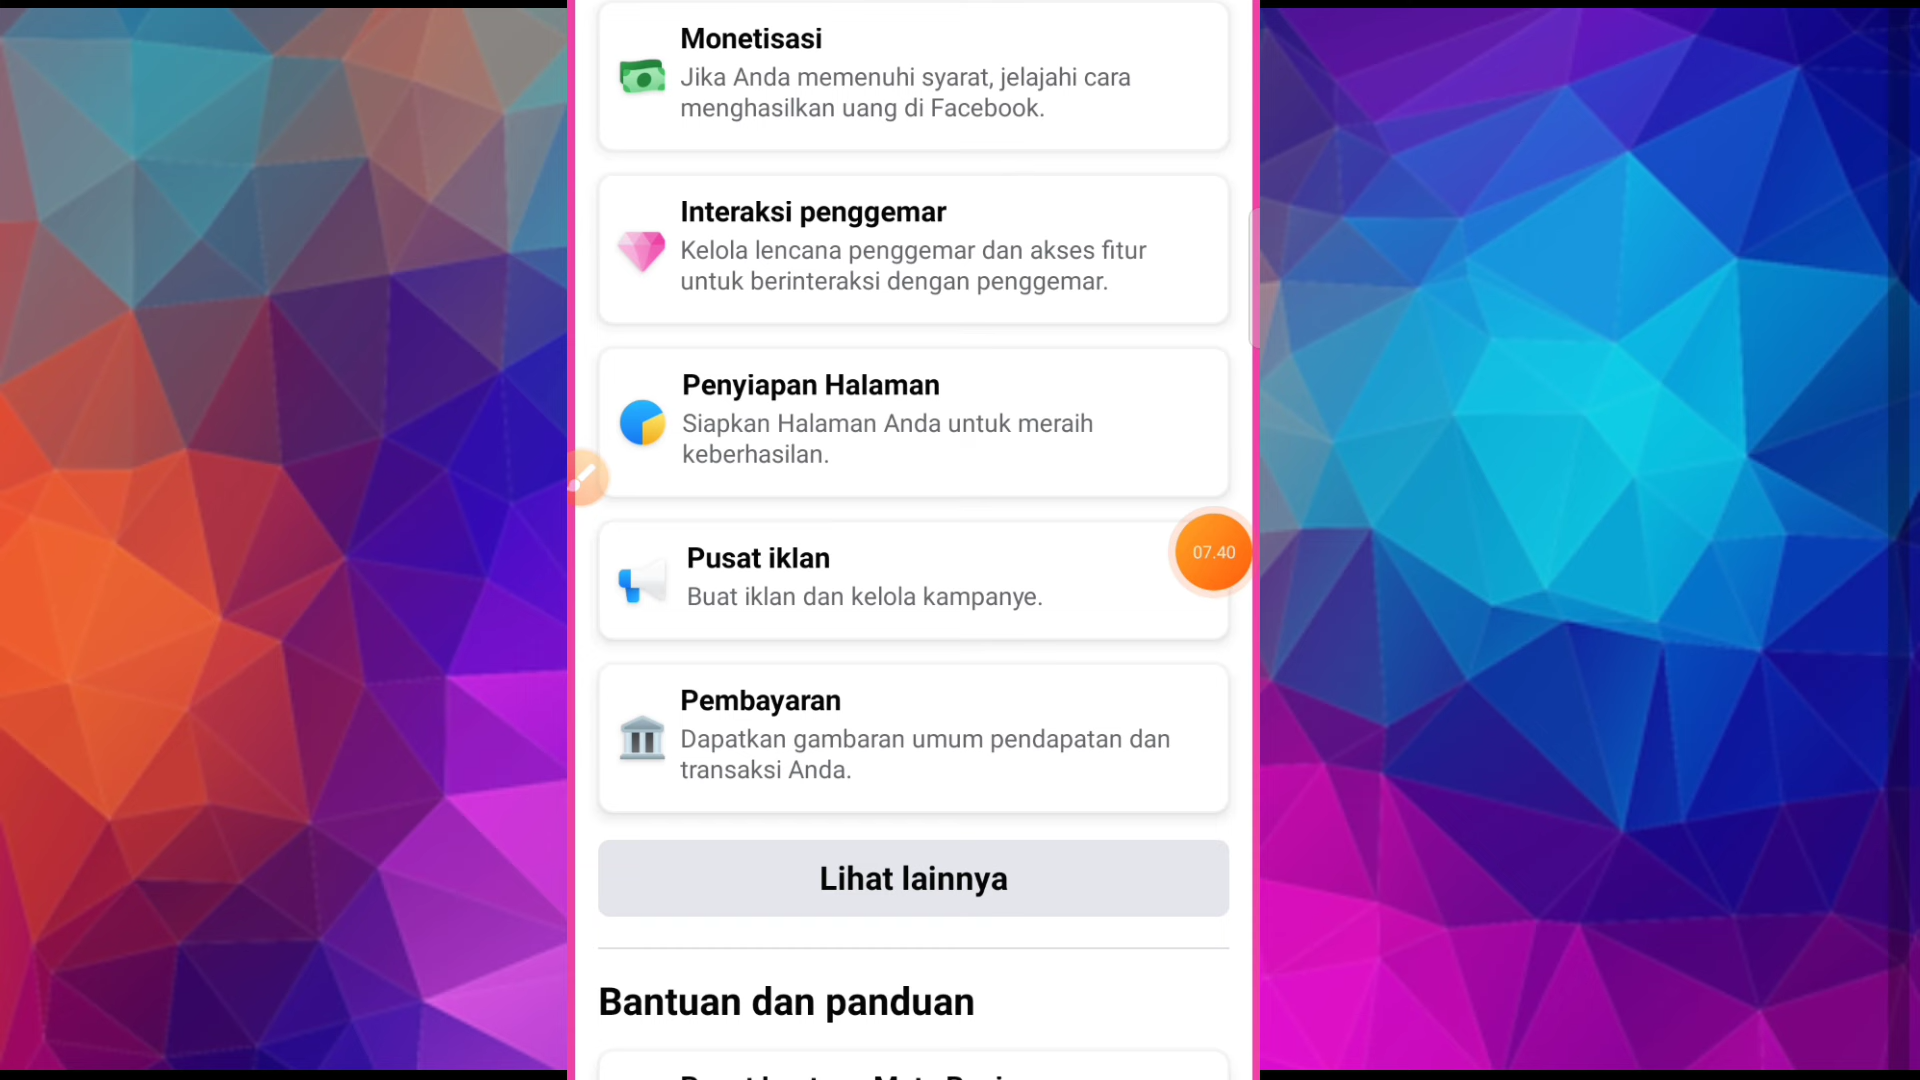 Monetisasi
Jika Anda memenuhi syarat, jelajahi cara
menghasilkan uang di Facebook.
Interaksi penggemar
Kelola lencana penggemar dan akses fitur
untuk berinteraksi dengan penggemar.
Penyiapan Halaman
Siapkan Halaman Anda untuk meraih
keberhasilan.
Pusat iklan
Buat iklan dan kelola kampanye.
07.40
Pembayaran
Dapatkan gambaran umum pendapatan dan
transaksi Anda.
Lihat lainnya
Bantuan dan panduan